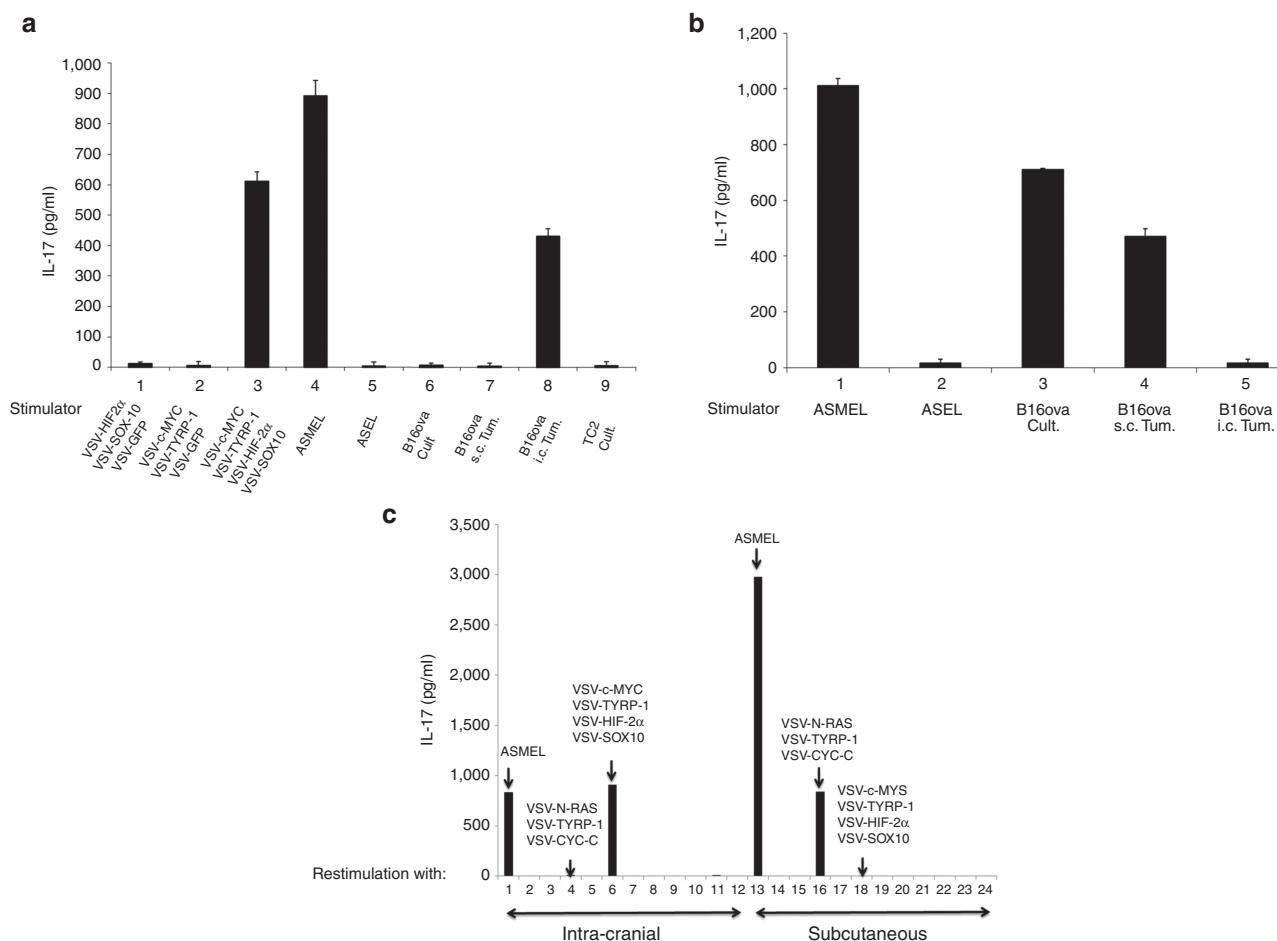 a
1,000
900
800
700
600
500
400
300
200
100
0
IL-17 (pg/ml)
1 2 3 4 5 6 7 8 9
Stimulator
VSV-HIF2α
VSV-SOX-10
VSV-GFP
VSV-c-MYC
VSV-TYRP-1
VSV-GFP
VSV-c-MYC
VSV-TYRP-1
VSV-HIF-2α
VSV-SOX10
ASMEL
ASEL
B16ova
Cult
B16ova
s.c. Tum.
B16ova
i.c. Tum.
TC2
Cult.
b
1,200
1,000
800
600
400
200
0
IL-17 (pg/ml)
1 2 3 4 5
ASMEL
ASEL
B16ova
Cult.
B16ova
s.c. Tum.
B16ova
i.c. Tum.
c
3,500
3,000
2,500
2,000
1,500
1,000
500
0
IL-17 (pg/ml)
ASMEL
VSV-N-RAS
VSV-TYRP-1
VSV-CYC-C
VSV-c-MYC
VSV-TYRP-1
VSV-HIF-2α
VSV-SOX10
ASMEL
VSV-N-RAS
VSV-TYRP-1
VSV-CYC-C
VSV-c-MYS
VSV-TYRP-1
VSV-HIF-2α
VSV-SOX10
Restimulation with:
1 2 3 4 5 6 7 8 9 10 11 12 13 14 15 16 17 18 19 20 21 22 23 24
Intra-cranial
Subcutaneous